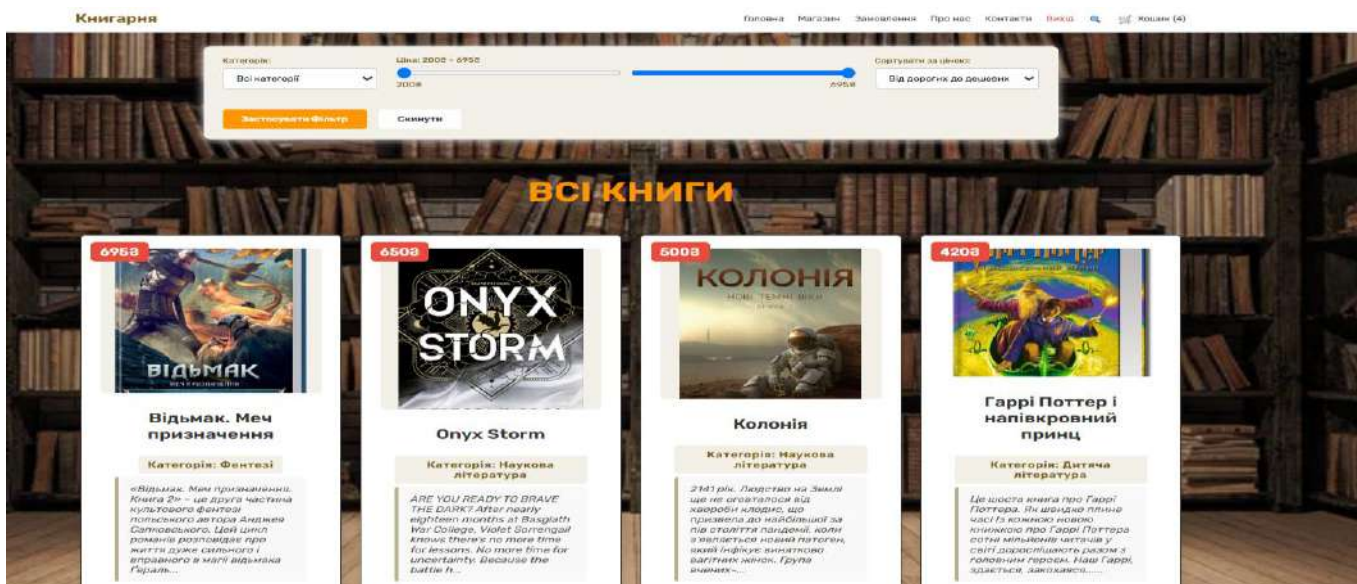 Книгарня
Головна Магазин Замовлення Про нас Контакти Вихід Кошик (4)
Категорія: Ціна: 200₴ - 695₴ Сортувати за ціною:
Всі категорії Від дорогих до дешевих
200₴ 695₴
Застосувати Фільтр Скинути
ВСІ КНИГИ
695₴
ВІДЬМАК
МЕЧ ПРИЗНАЧЕННЯ
Відьмак. Меч
призначення
Категорія: Фентезі
«Відьмак. Меч призначення.
Книга 2» – це друга частина
культового фентезі
польського автора Анджея
Сапковського. Цей цикл
романів розповідає про
життя дуже сильного і
вправного в магії відьмака
Ґеральт...
650₴
ONYX
STORM
Onyx Storm
Категорія: Наукова
література
ARE YOU READY TO BRAVE
THE DARK? After nearly
eighteen months at Basgiath
War College, Violet Sorrengail
knows there's no more time
for lessons. No more time for
uncertainty. Because the
battle h...
500₴
КОЛОНІЯ
НОВІ ТЕМНІ ВІКИ
Колонія
Категорія: Наукова
література
2141 рік. Людство на Землі
ще не оговталося від
хвороби клодис, що
призвела до найбільшої за
пів століття пандемії, коли
з'являється новий патоген,
який інфікує винятково
вагітних жінок. Група
вчених–...
420₴
Гаррі Поттер і
напівкровний
принц
Категорія: Дитяча
література
Це шоста книга про Гаррі
Поттера. Як швидко плине
час! Із кожною новою
книжкою про Гаррі Поттера
сотні мільйонів читачів у
світі дорослішають разом з
головним героєм. Наш Гаррі,
здається, закохався......